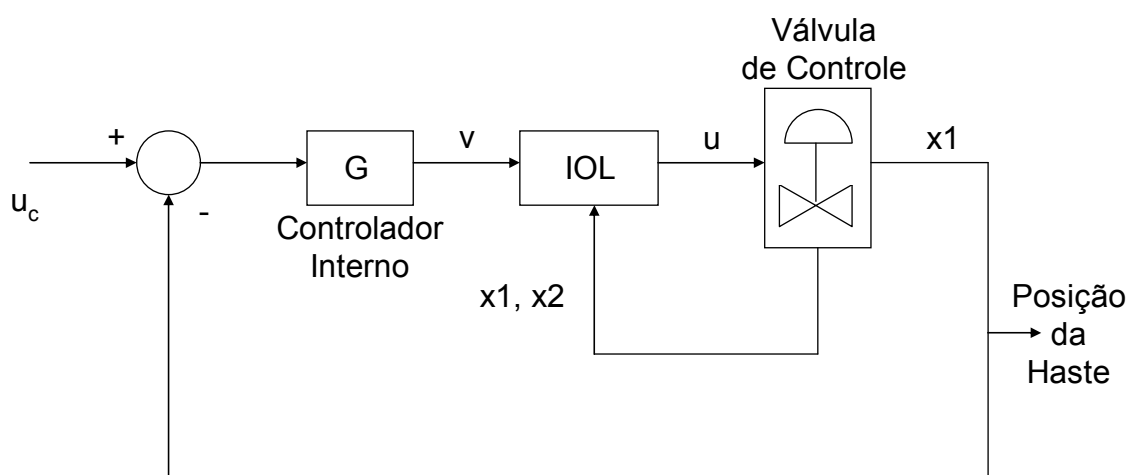 Válvula
de Controle
+
v
u
x1
G
IOL
u_c
-
Controlador
Interno
x1, x2
Posição
da
Haste